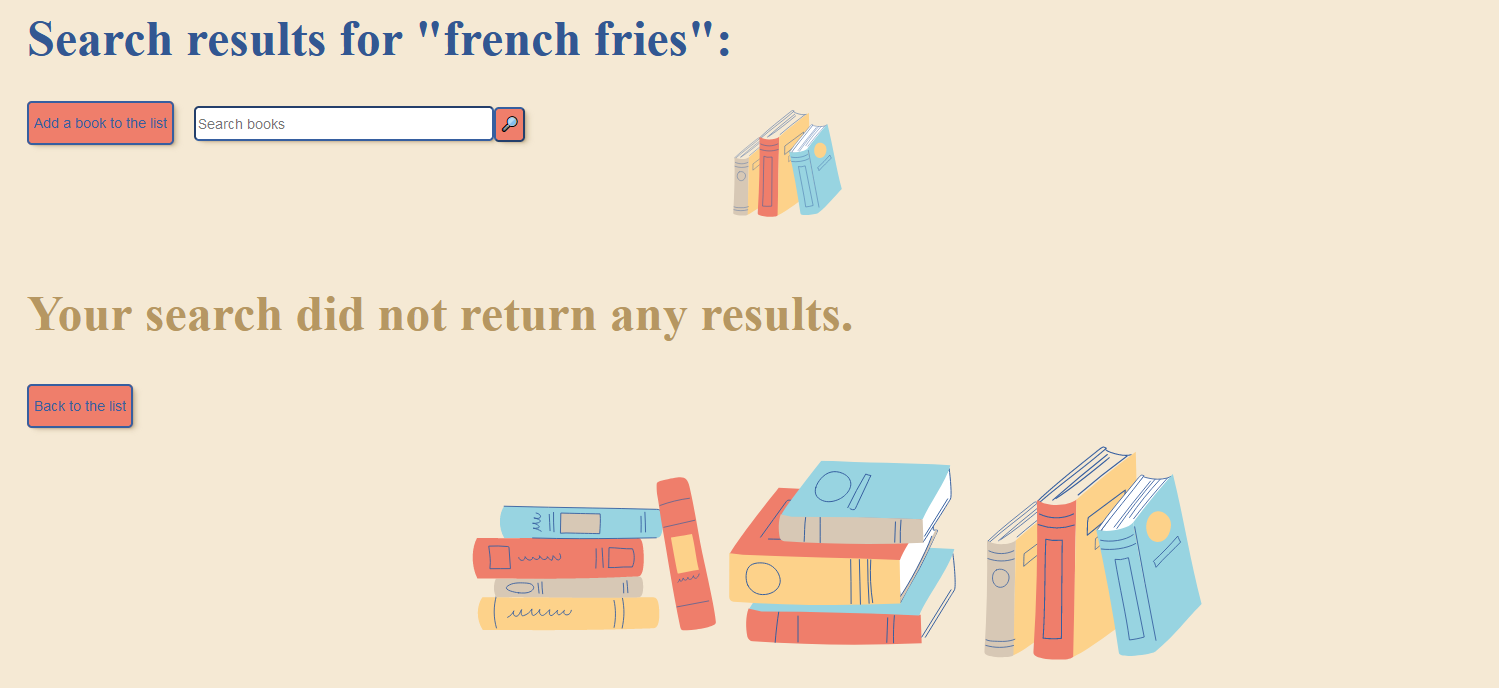 Search results for "french fries":
Add a book to the list
Search books
Your search did not return any results.
Back to the list